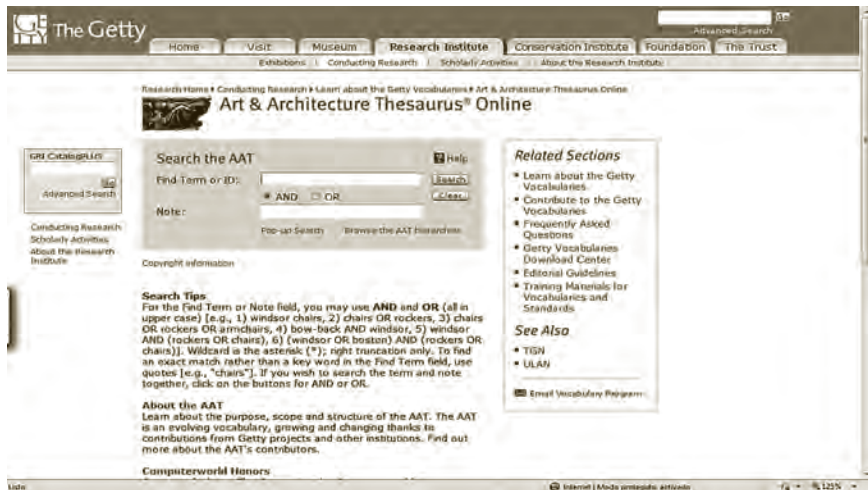 The Getty
Go
Advanced Search
Home
Visit
Museum
Research Institute
Conservation Institute
Foundation
The Trust
Exhibitions | Conducting Research | Scholarly Activities | About the Research Institute
Research Home Conducting Research Learn about the Getty Vocabularies Art & Architecture Thesaurus Online
Art & Architecture Thesaurus® Online
GRI CatalogPLUS
Go
Advanced Search
Conducting Research
Scholarly Activities
About the Research
Institute
Search the AAT
? Help
Find Term or ID:
Search
AND OR
Clear
Note:
Pop-up Search
Browse the AAT hierarchies
Copyright information
Search Tips
For the Find Term or Note field, you may use AND and OR (all in
upper case) [e.g., 1) windsor chairs, 2) chairs OR rockers, 3) chairs
OR rockers OR armchairs, 4) bow-back AND windsor, 5) windsor
AND (rockers OR chairs), 6) (windsor OR boston) AND (rockers OR
chairs)]. Wildcard is the asterisk (*); right truncation only. To find
an exact match rather than a key word in the Find Term field, use
quotes [e.g., "chairs"]. If you wish to search the term and note
together, click on the buttons for AND or OR.
About the AAT
Learn about the purpose, scope and structure of the AAT. The AAT
is an evolving vocabulary, growing and changing thanks to
contributions from Getty projects and other institutions. Find out
more about the AAT's contributors.
Computerworld Honors
Related Sections
Learn about the Getty
Vocabularies
Contribute to the Getty
Vocabularies
Frequently Asked
Questions
Getty Vocabularies
Download Center
Editorial Guidelines
Training Materials for
Vocabularies and
Standards
See Also
TGN
ULAN
Email Vocabulary Program
Listo
Internet | Modo protegido: activado
125%